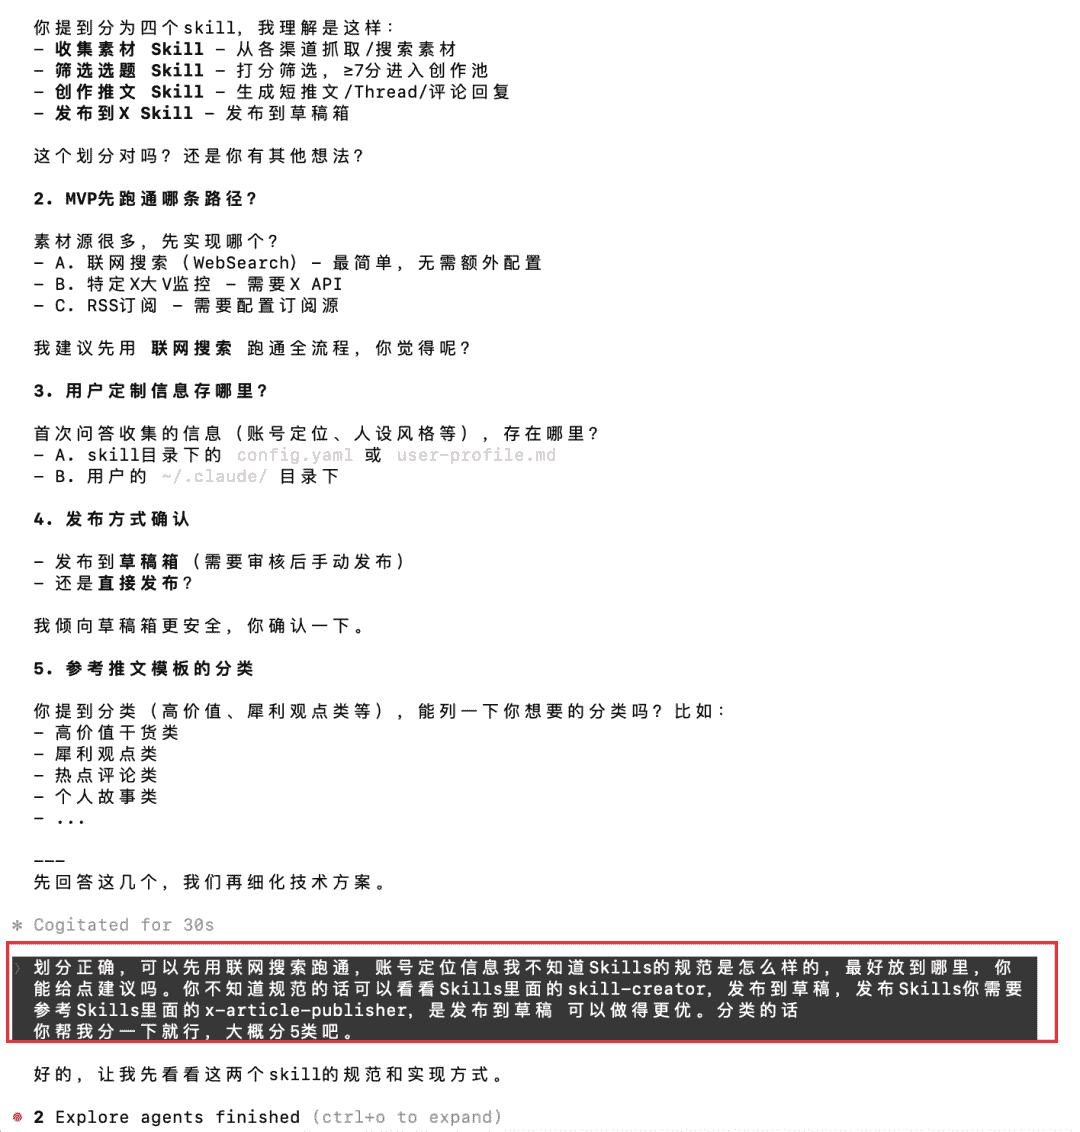 你提到分为四个skill，我理解是这样：
- 收集素材 Skill - 从各渠道抓取/搜索素材
- 筛选选题 Skill - 打分筛选，≥7分进入创作池
- 创作推文 Skill - 生成短推文/Thread/评论回复
- 发布到X Skill - 发布到草稿箱
这个划分对吗？还是你有其他想法？
2. MVP先跑通哪条路径？
素材源很多，先实现哪个？
- A. 联网搜索（WebSearch）- 最简单，无需额外配置
- B. 特定X大V监控 - 需要X API
- C. RSS订阅 - 需要配置订阅源
我建议先用 联网搜索 跑通全流程，你觉得呢？
3. 用户定制信息存哪里？
首次问答收集的信息（账号定位、人设风格等），存在哪里？
- A. skill目录下的 config.yaml 或 user-profile.md
- B. 用户的 ~/.claude/ 目录下
4. 发布方式确认
- 发布到草稿箱（需要审核后手动发布）
- 还是直接发布？
我倾向草稿箱更安全，你确认一下。
5. 参考推文模板的分类
你提到分类（高价值、犀利观点类等），能列一下你想要的分类吗？比如：
- 高价值干货类
- 犀利观点类
- 热点评论类
- 个人故事类
- ...
---
先回答这几个，我们再细化技术方案。
✻ Cogitated for 30s
› 划分正确，可以先用联网搜索跑通，账号定位信息我不知道Skills的规范是怎么样的，最好放到哪里，你
能给点建议吗。你不知道规范的话可以看看Skills里面的skill-creator，发布到草稿，发布Skills你需要
参考Skills里面的x-article-publisher，是发布到草稿 可以做得更优。分类的话
你帮我分一下就行，大概分5类吧。
好的，让我先看看这两个skill的规范和实现方式。
● 2 Explore agents finished (ctrl+o to expand)